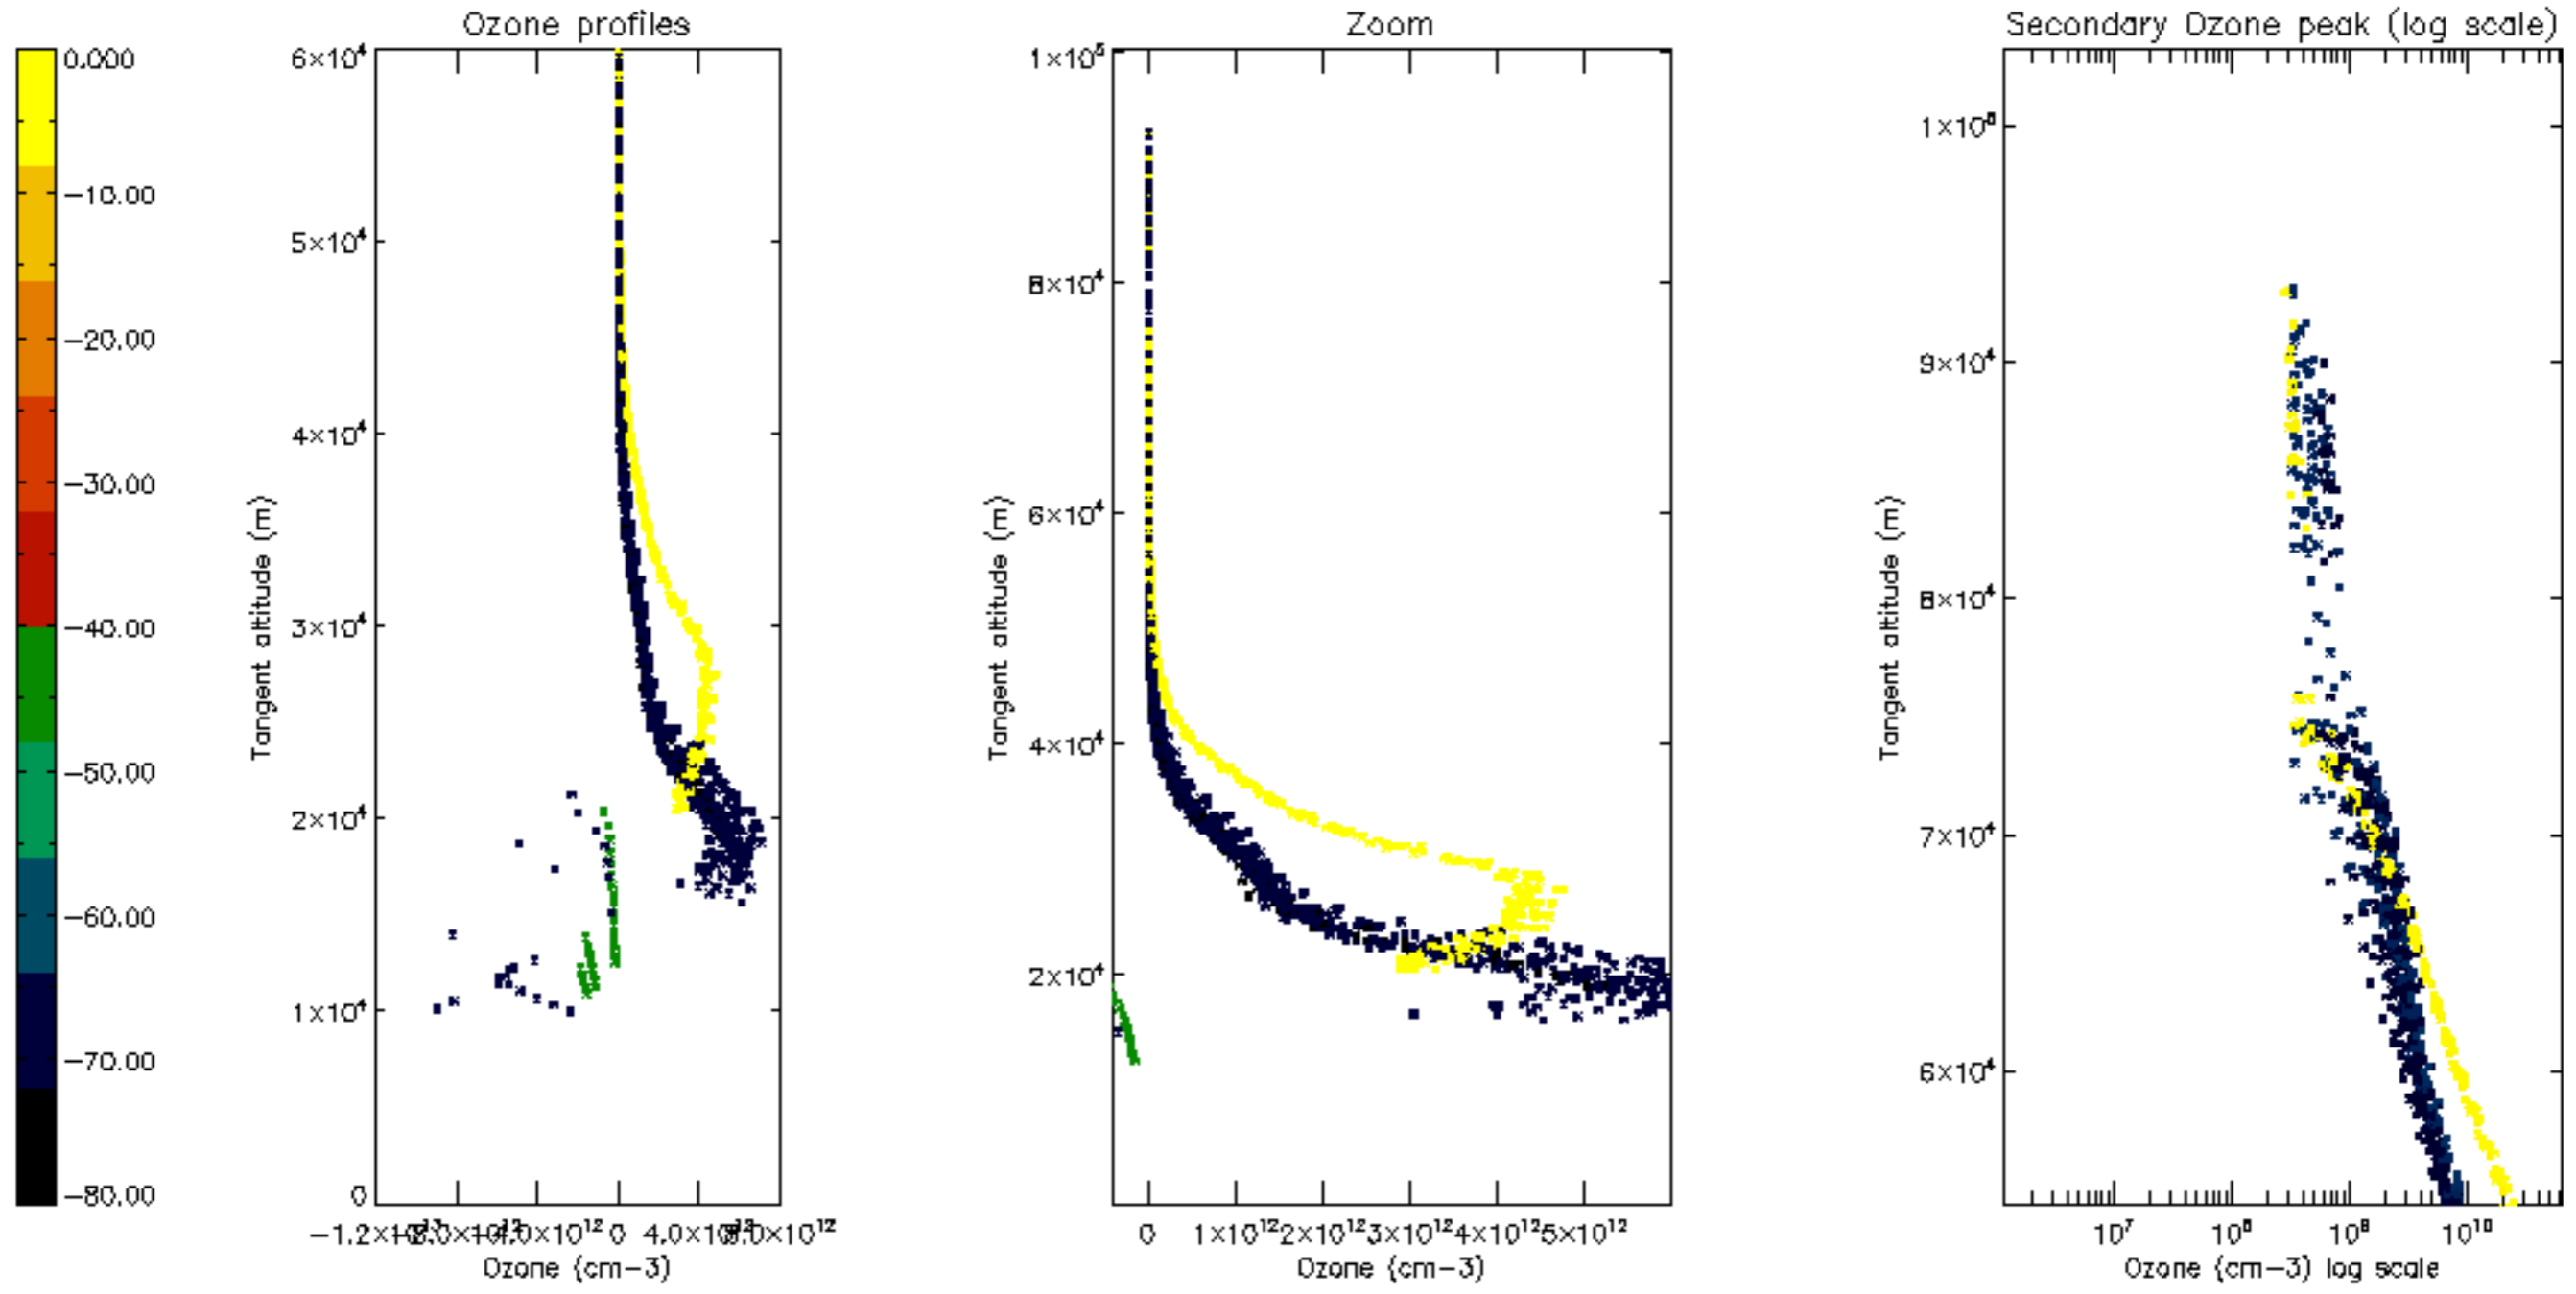 Ozone profiles
Zoom
Secondary Ozone peak (log scale)
0.000
−10.00
−20.00
−30.00
−40.00
−50.00
−60.00
−70.00
−80.00
6×10⁴
5×10⁴
4×10⁴
3×10⁴
2×10⁴
1×10⁴
0
Tangent altitude (m)
0
Ozone (cm−3)
1×10⁵
8×10⁴
6×10⁴
4×10⁴
2×10⁴
Tangent altitude (m)
0 1×10¹² 2×10¹² 3×10¹² 4×10¹² 5×10¹²
Ozone (cm−3)
9×10⁴
8×10⁴
7×10⁴
6×10⁴
Tangent altitude (m)
10⁷ 10⁸ 10⁹ 10¹⁰
Ozone (cm−3) log scale